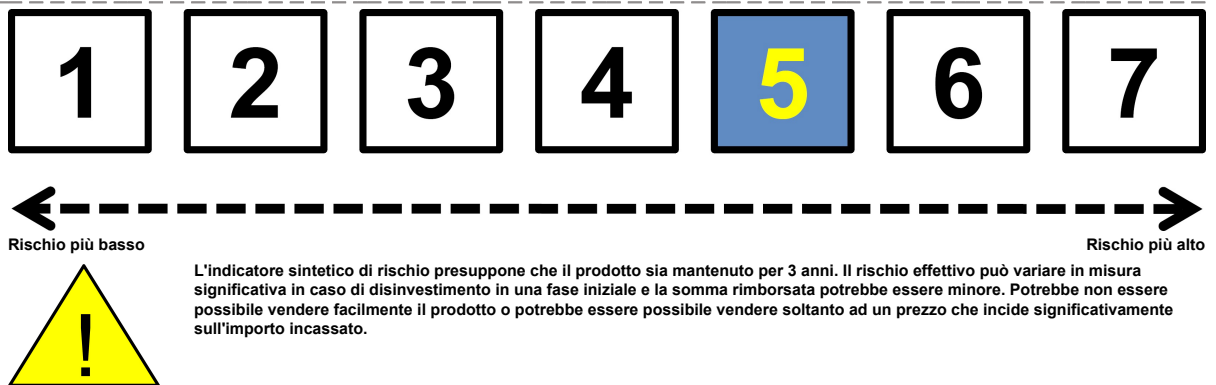 1 2 3 4 5 6 7
Rischio più basso Rischio più alto
L'indicatore sintetico di rischio presuppone che il prodotto sia mantenuto per 3 anni. Il rischio effettivo può variare in misura
significativa in caso di disinvestimento in una fase iniziale e la somma rimborsata potrebbe essere minore. Potrebbe non essere
possibile vendere facilmente il prodotto o potrebbe essere possibile vendere soltanto ad un prezzo che incide significativamente
sull'importo incassato.
!